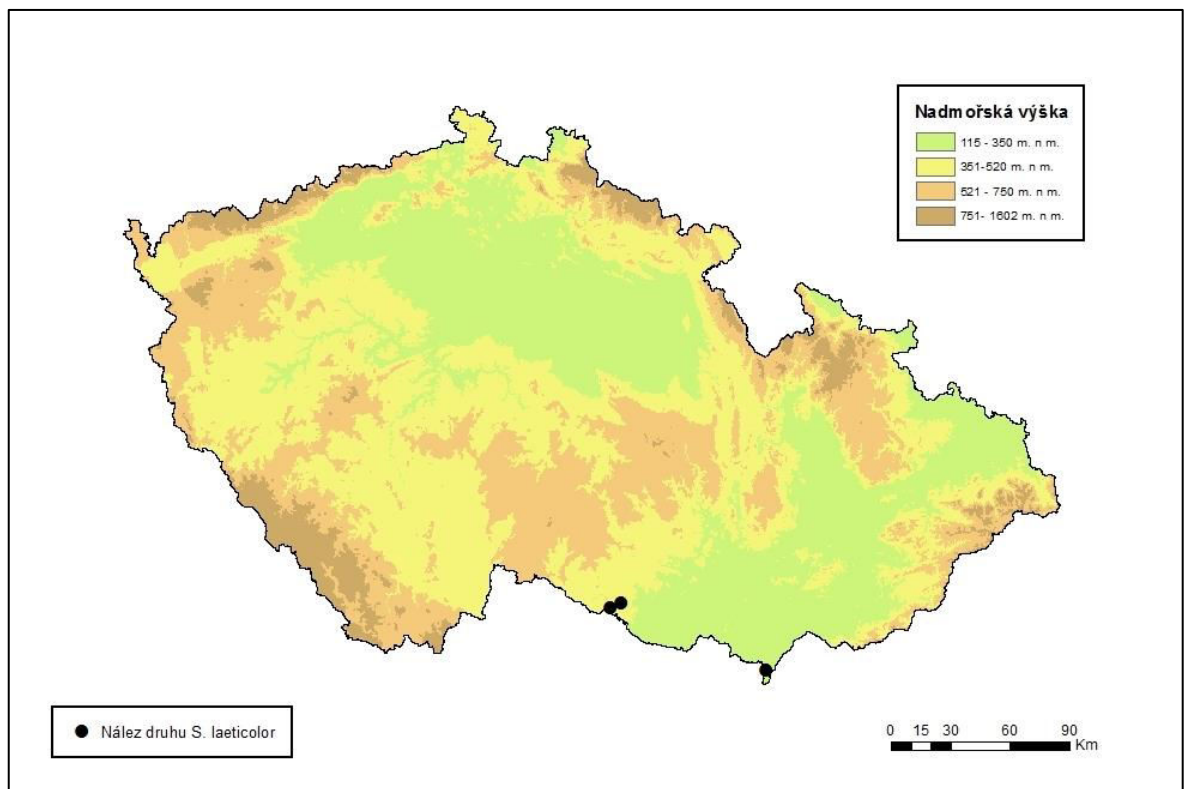 Nadmořská výška
115 - 350 m. n m.
351-520 m. n m.
521 - 750 m. n m.
751- 1602 m. n m.
Nález druhu S. laeticolor
0 15 30 60 90
Km